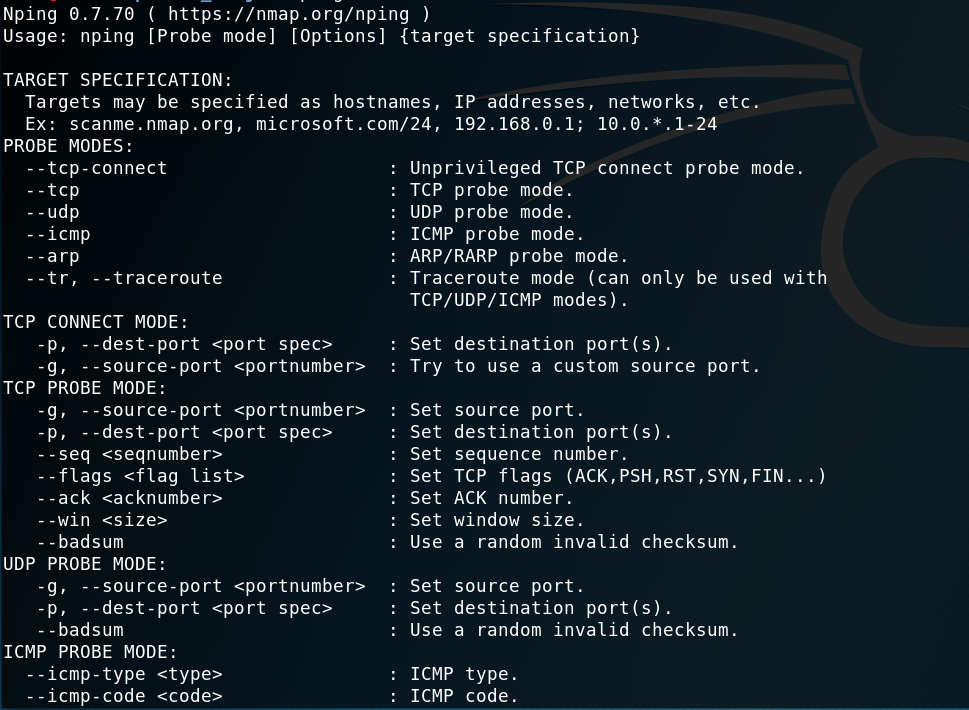 Nping 0.7.70 ( https://nmap.org/nping )
Usage: nping [Probe mode] [Options] {target specification}

TARGET SPECIFICATION:
  Targets may be specified as hostnames, IP addresses, networks, etc.
  Ex: scanme.nmap.org, microsoft.com/24, 192.168.0.1; 10.0.*.1-24
PROBE MODES:
  --tcp-connect                    : Unprivileged TCP connect probe mode.
  --tcp                            : TCP probe mode.
  --udp                            : UDP probe mode.
  --icmp                           : ICMP probe mode.
  --arp                            : ARP/RARP probe mode.
  --tr, --traceroute               : Traceroute mode (can only be used with
                                     TCP/UDP/ICMP modes).
TCP CONNECT MODE:
   -p, --dest-port <port spec>     : Set destination port(s).
   -g, --source-port <portnumber>  : Try to use a custom source port.
TCP PROBE MODE:
   -g, --source-port <portnumber>  : Set source port.
   -p, --dest-port <port spec>     : Set destination port(s).
   --seq <seqnumber>               : Set sequence number.
   --flags <flag list>             : Set TCP flags (ACK,PSH,RST,SYN,FIN...)
   --ack <acknumber>               : Set ACK number.
   --win <size>                    : Set window size.
   --badsum                        : Use a random invalid checksum.
UDP PROBE MODE:
   -g, --source-port <portnumber>  : Set source port.
   -p, --dest-port <port spec>     : Set destination port(s).
   --badsum                        : Use a random invalid checksum.
ICMP PROBE MODE:
   --icmp-type <type>              : ICMP type.
   --icmp-code <code>              : ICMP code.